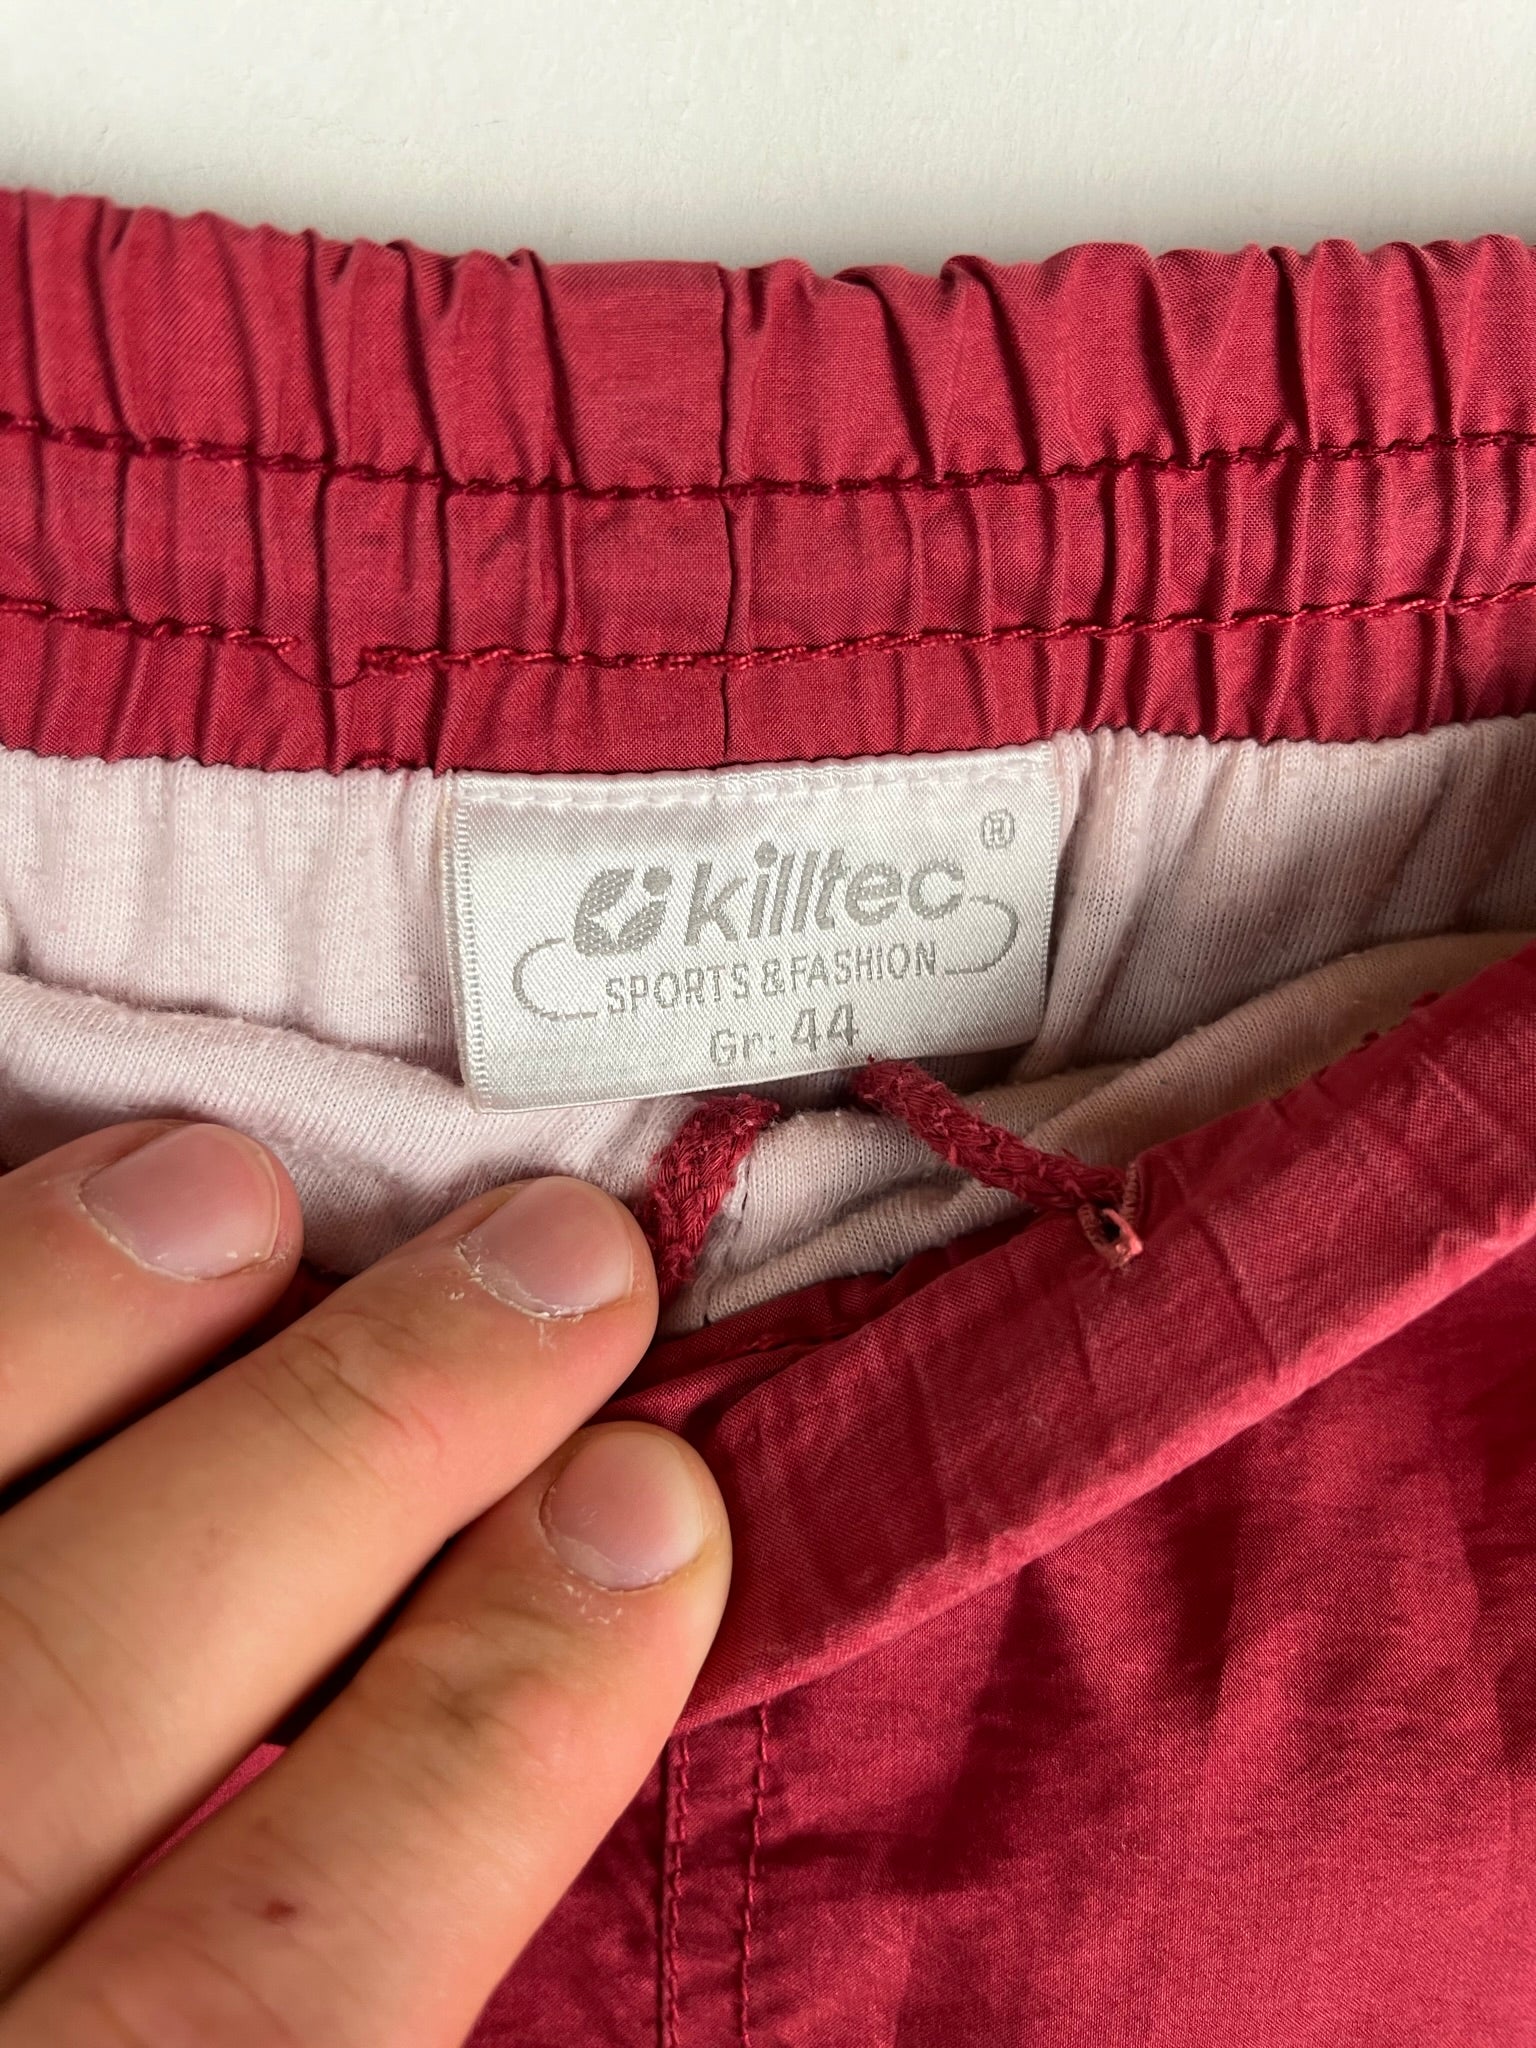 killtec ®
SPORTS & FASHION
Gr: 44